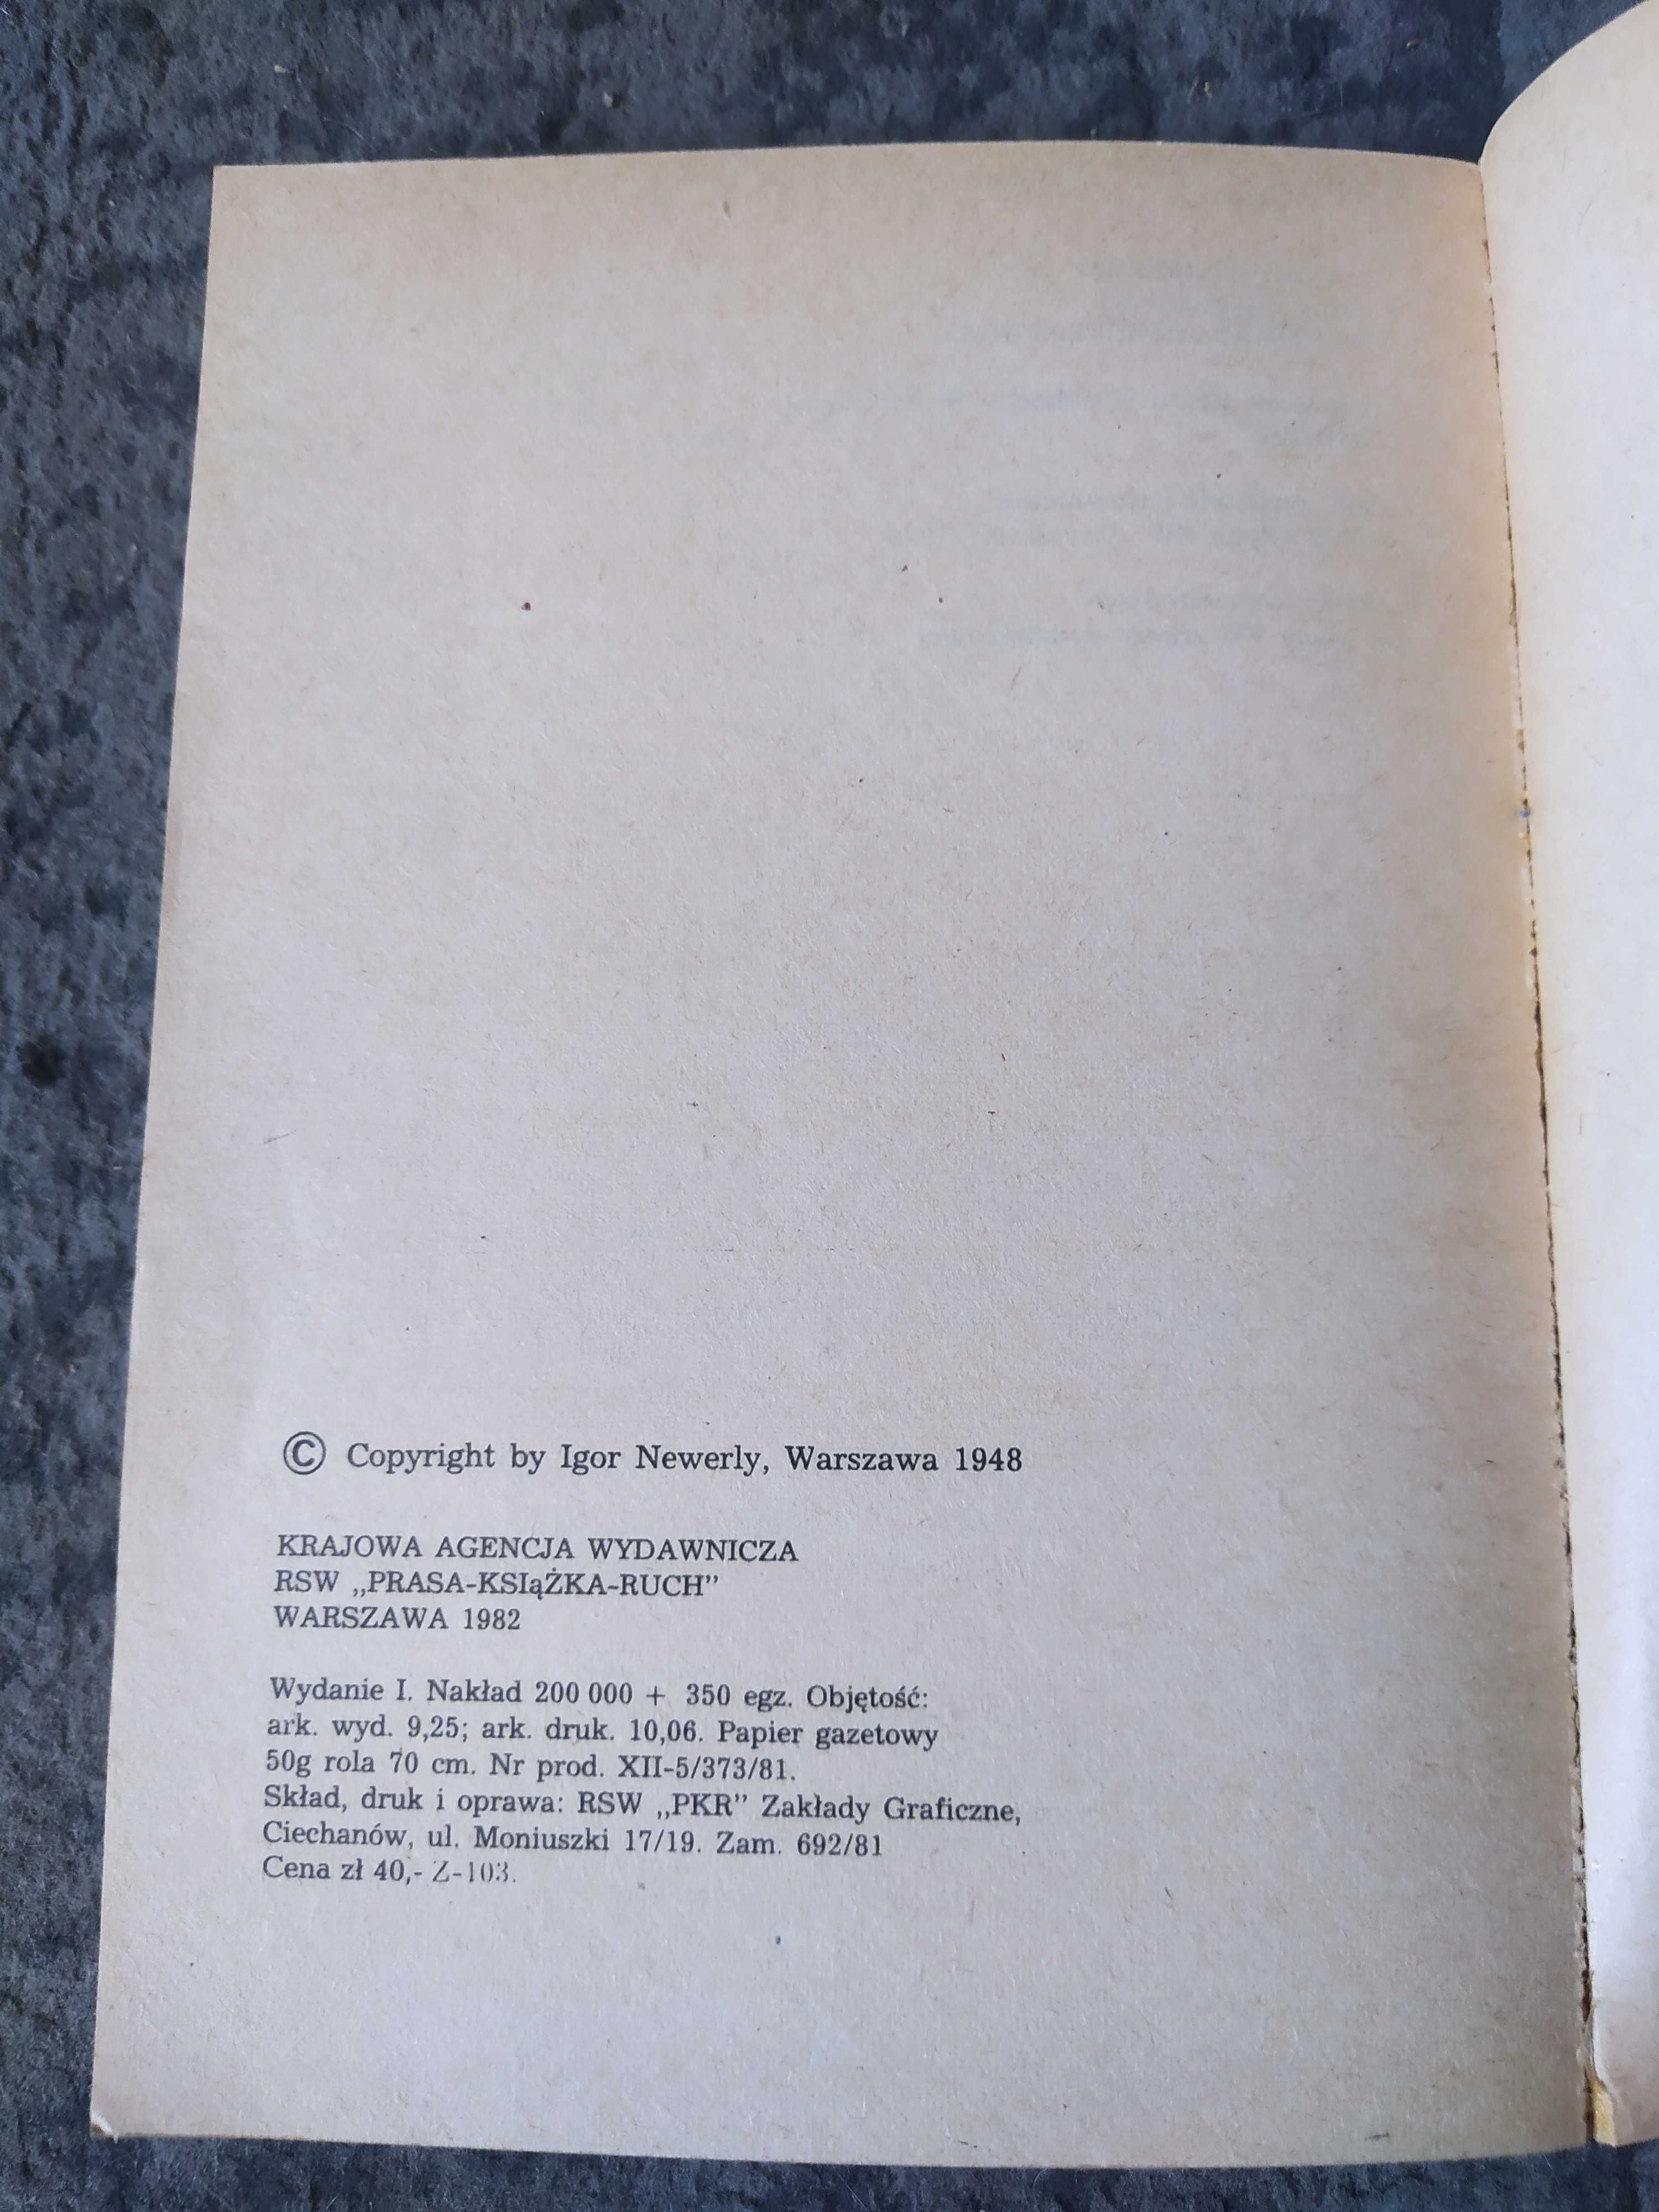 © Copyright by Igor Newerly, Warszawa 1948
KRAJOWA AGENCJA WYDAWNICZA
RSW „PRASA-KSIąŻKA-RUCH”
WARSZAWA 1982
Wydanie I. Nakład 200 000 + 350 egz. Objętość:
ark. wyd. 9,25; ark. druk. 10,06. Papier gazetowy
50g rola 70 cm. Nr prod. XII-5/373/81.
Skład, druk i oprawa: RSW „PKR” Zakłady Graficzne,
Ciechanów, ul. Moniuszki 17/19. Zam. 692/81
Cena zł 40,- Z-103.